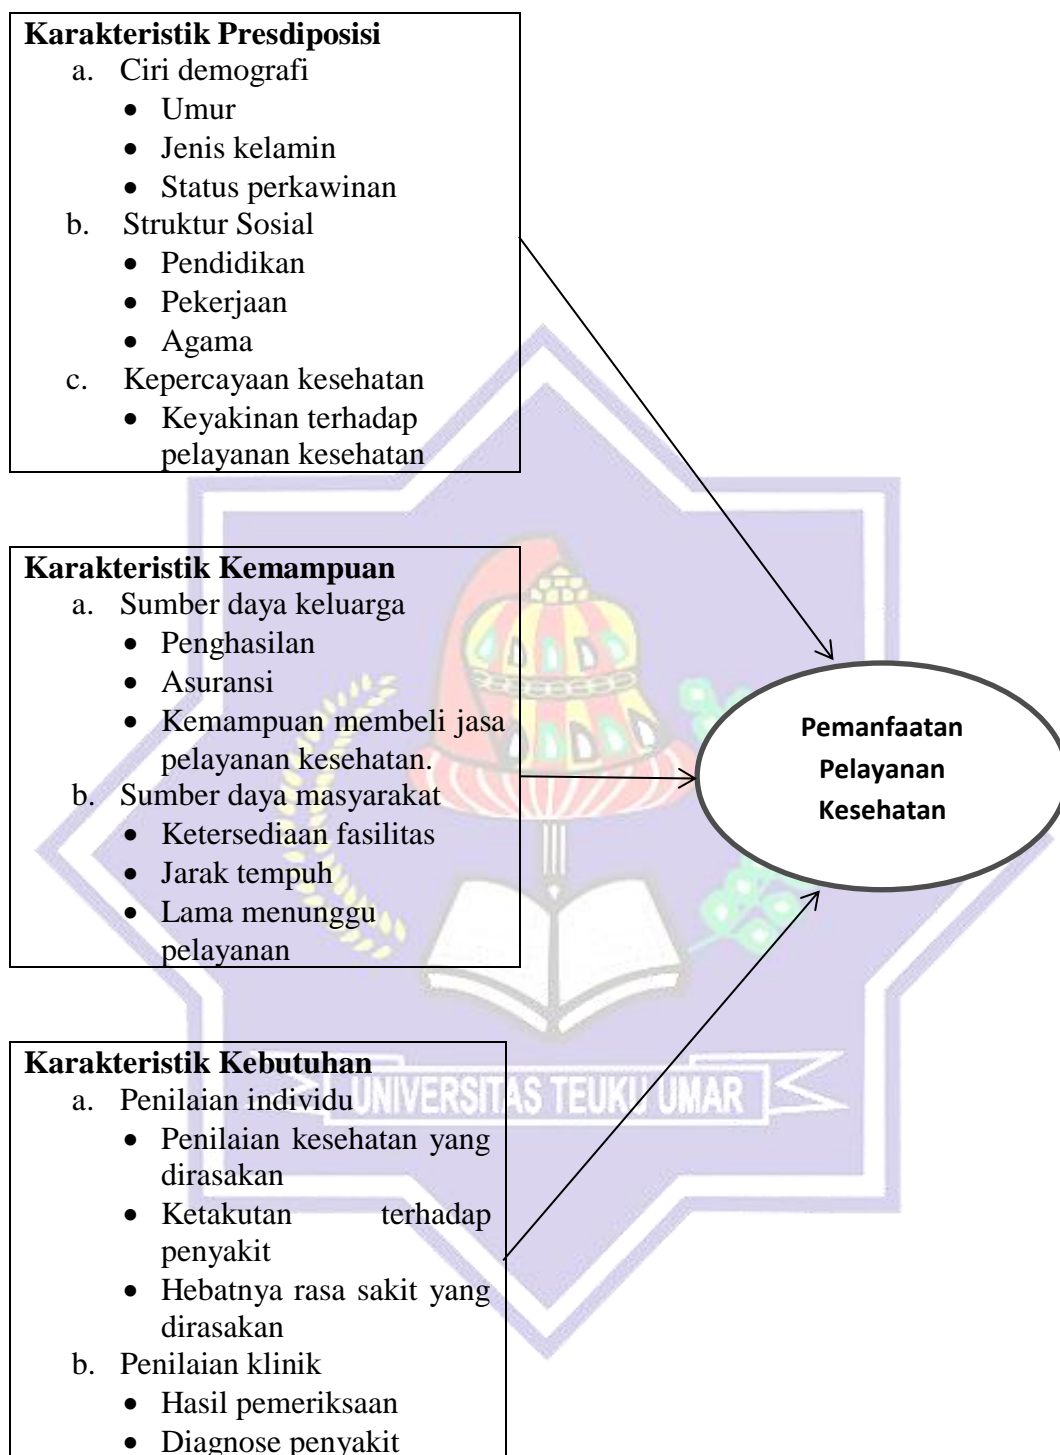 Karakteristik Presdiposisi
a. Ciri demografi
• Umur
• Jenis kelamin
• Status perkawinan
b. Struktur Sosial
• Pendidikan
• Pekerjaan
• Agama
c. Kepercayaan kesehatan
• Keyakinan terhadap
pelayanan kesehatan
Karakteristik Kemampuan
a. Sumber daya keluarga
• Penghasilan
• Asuransi
• Kemampuan membeli jasa
pelayanan kesehatan.
b. Sumber daya masyarakat
• Ketersediaan fasilitas
• Jarak tempuh
• Lama menunggu
pelayanan
Pemanfaatan
Pelayanan
Kesehatan
Karakteristik Kebutuhan
a. Penilaian individu
• Penilaian kesehatan yang
dirasakan
• Ketakutan terhadap
penyakit
• Hebatnya rasa sakit yang
dirasakan
b. Penilaian klinik
• Hasil pemeriksaan
• Diagnose penyakit
UNIVERSITAS TEUKU UMAR